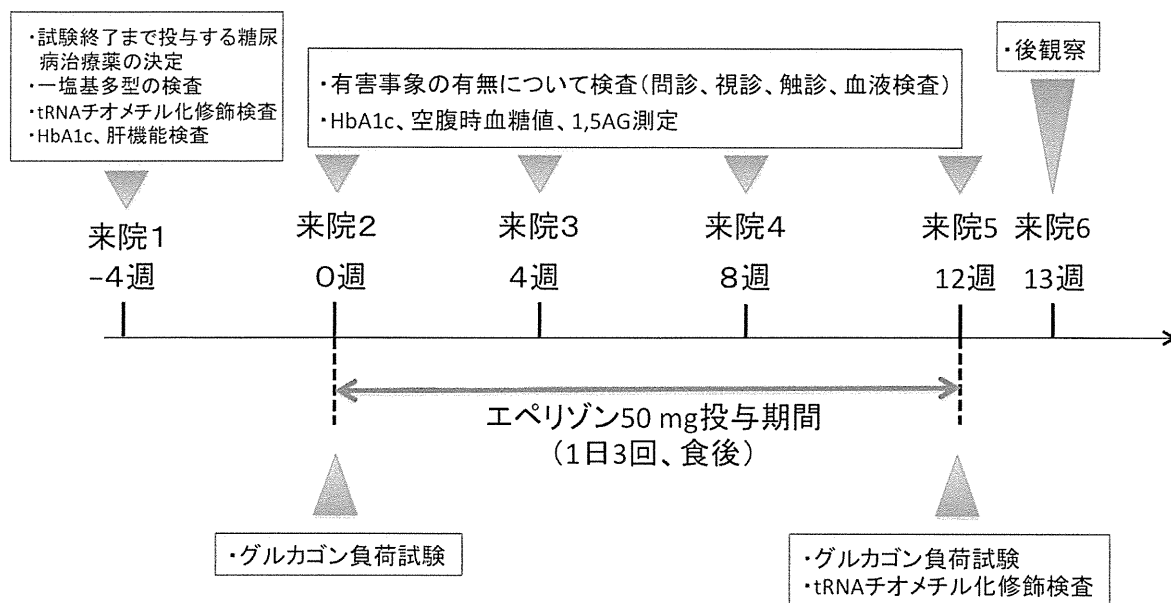 ・試験終了まで投与する糖尿
病治療薬の決定
・一塩基多型の検査
・tRNAチオメチル化修飾検査
・HbA1c、肝機能検査
・有害事象の有無について検査(問診、視診、触診、血液検査)
・HbA1c、空腹時血糖値、1,5AG測定
・後観察
来院1
来院2
来院3
来院4
来院5
来院6
-4週
0週
4週
8週
12週
13週
エペリゾン50 mg投与期間
(1日3回、食後)
・グルカゴン負荷試験
・グルカゴン負荷試験
・tRNAチオメチル化修飾検査